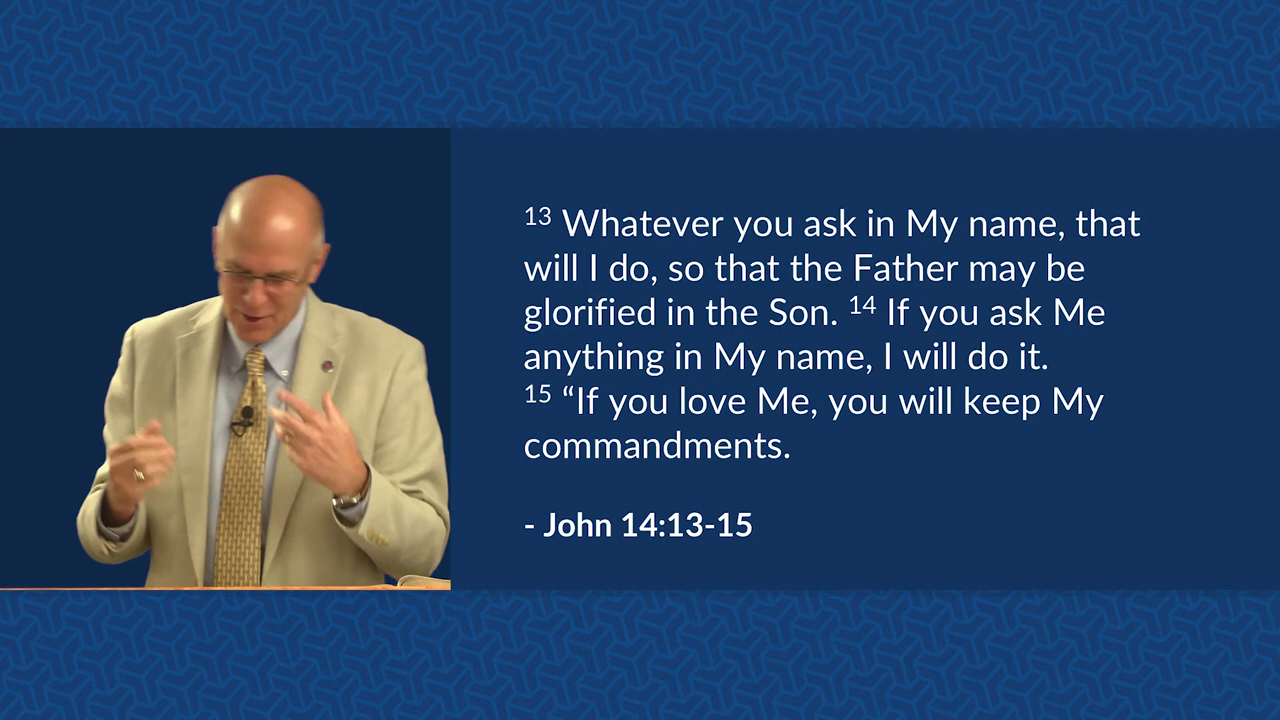 13 Whatever you ask in My name, that
will I do, so that the Father may be
glorified in the Son. 14 If you ask Me
anything in My name, I will do it.
15 “If you love Me, you will keep My
commandments.
- John 14:13-15